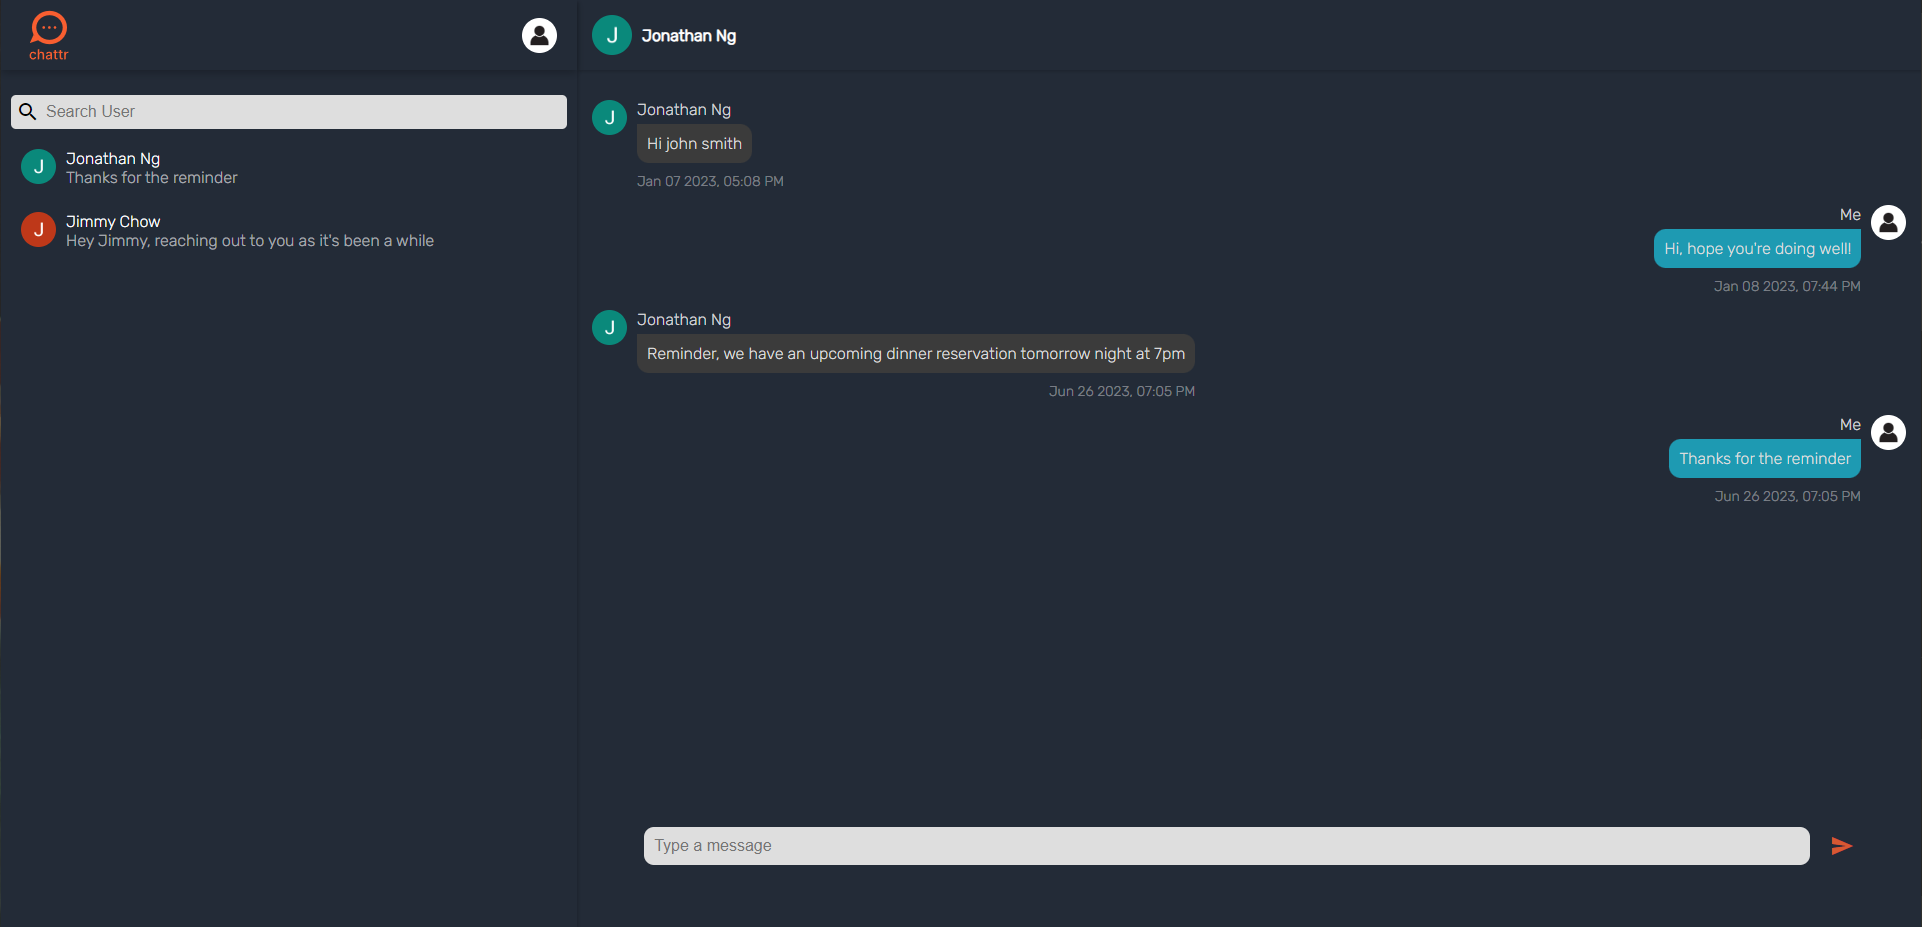 chattr
Search User
J
Jonathan Ng
Thanks for the reminder
J
Jimmy Chow
Hey Jimmy, reaching out to you as it's been a while
J
Jonathan Ng
J
Jonathan Ng
Hi john smith
Jan 07 2023, 05:08 PM
Me
Hi, hope you're doing well!
Jan 08 2023, 07:44 PM
J
Jonathan Ng
Reminder, we have an upcoming dinner reservation tomorrow night at 7pm
Jun 26 2023, 07:05 PM
Me
Thanks for the reminder
Jun 26 2023, 07:05 PM
Type a message